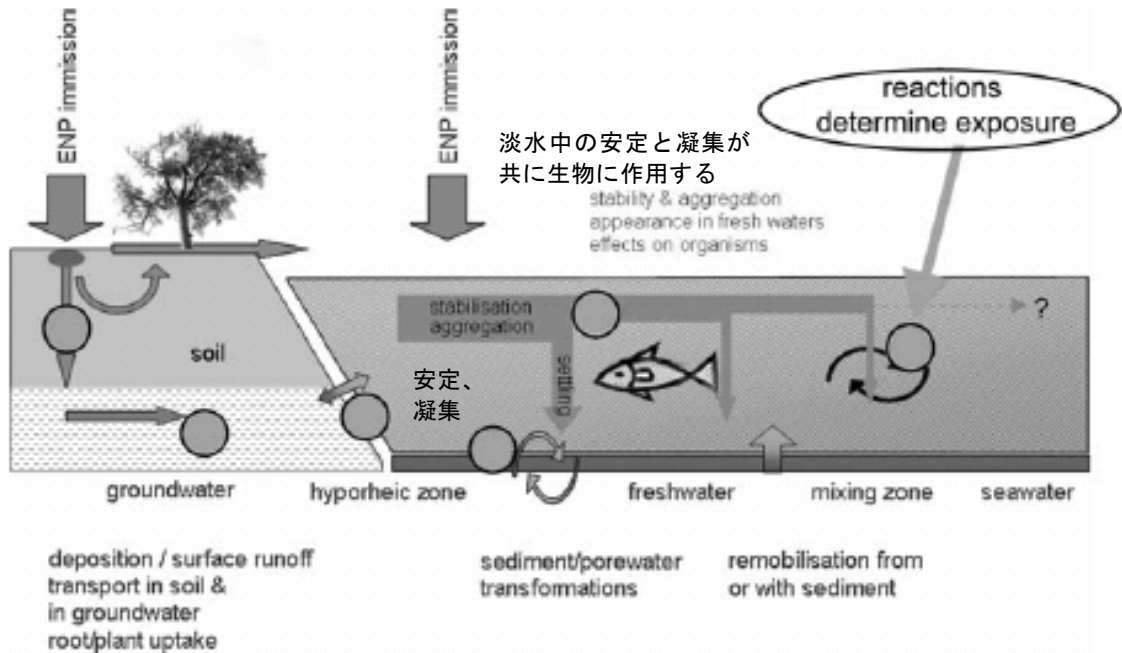 ENP immission
ENP immission
reactions
determine exposure
淡水中の安定と凝集が
共に生物に作用する
stability & aggregation
appearance in fresh waters
effects on organisms
stabilisation
aggregation
?
soil
settling
安定、
凝集
groundwater
hyporheic zone
freshwater
mixing zone
seawater
deposition / surface runoff
transport in soil &
in groundwater
root/plant uptake
sediment/porewater
transformations
remobilisation from
or with sediment